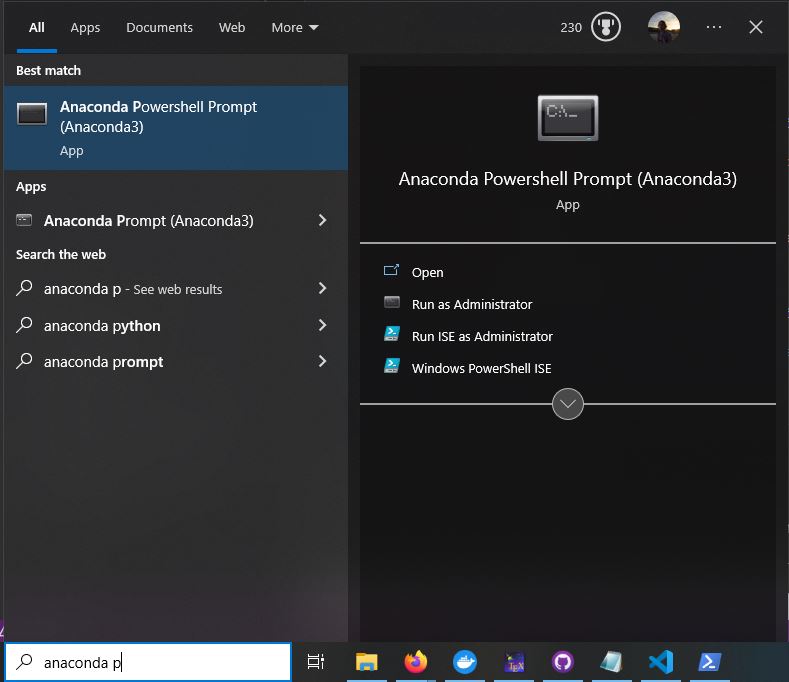 All Apps Documents Web More 230 ...
Best match
Anaconda Powershell Prompt
(Anaconda3)
App
Apps
Anaconda Prompt (Anaconda3)
Search the web
anaconda p - See web results
anaconda python
anaconda prompt
C:\_
Anaconda Powershell Prompt (Anaconda3)
App
Open
Run as Administrator
Run ISE as Administrator
Windows PowerShell ISE
anaconda p